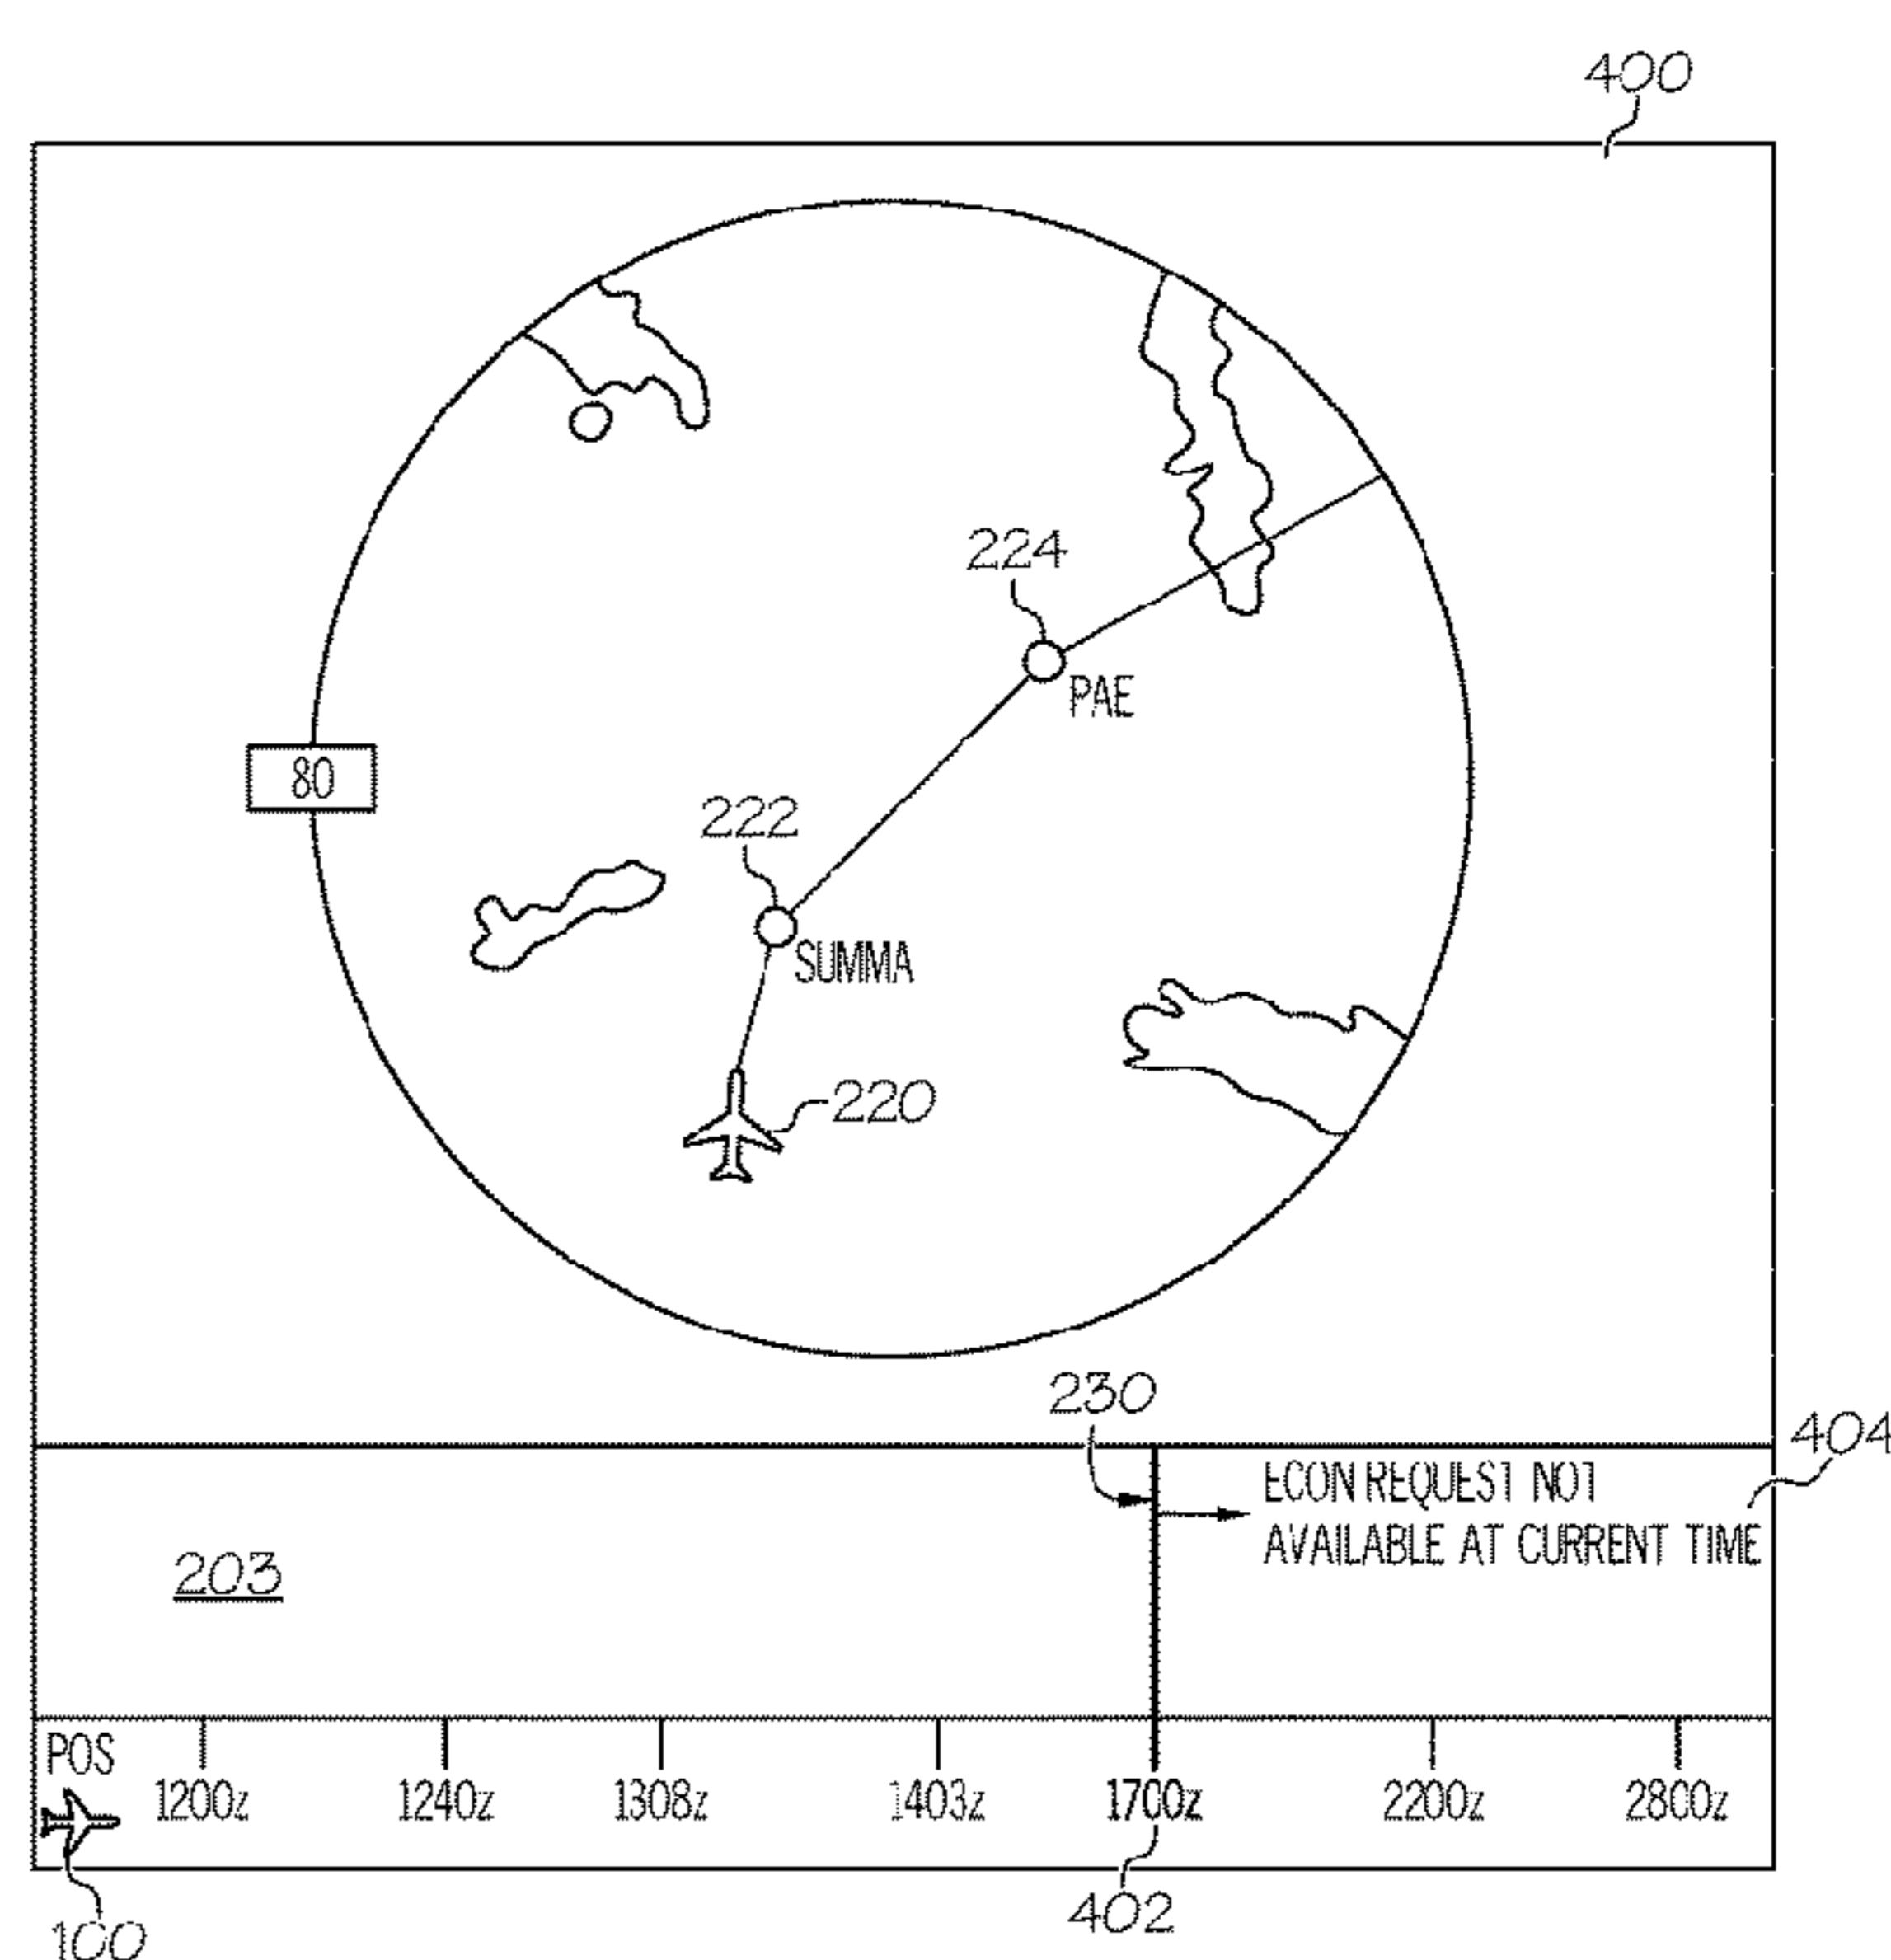 400
224
PAE
80
222
SUMMA
220
230
404
ECON REQUEST NOT
AVAILABLE AT CURRENT TIME
203
POS
1200z 1240z 1308z 1403z 1700z 2200z 2800z
100
402